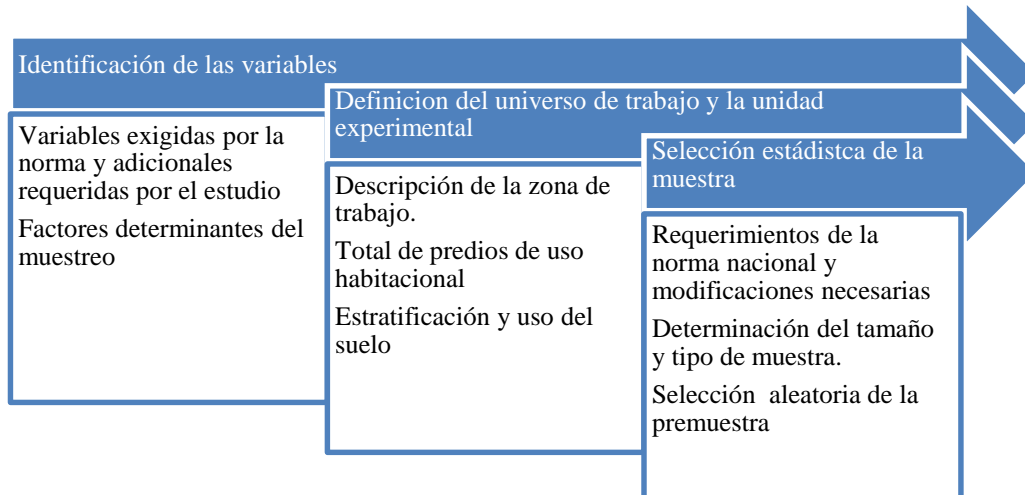 Identificación de las variables
Variables exigidas por la
norma y adicionales
requeridas por el estudio
Factores determinantes del
muestreo
Definicion del universo de trabajo y la unidad
experimental
Descripción de la zona de
trabajo.
Total de predios de uso
habitacional
Estratificación y uso del
suelo
Selección estádistca de la
muestra
Requerimientos de la
norma nacional y
modificaciones necesarias
Determinación del tamaño
y tipo de muestra.
Selección aleatoria de la
premuestra